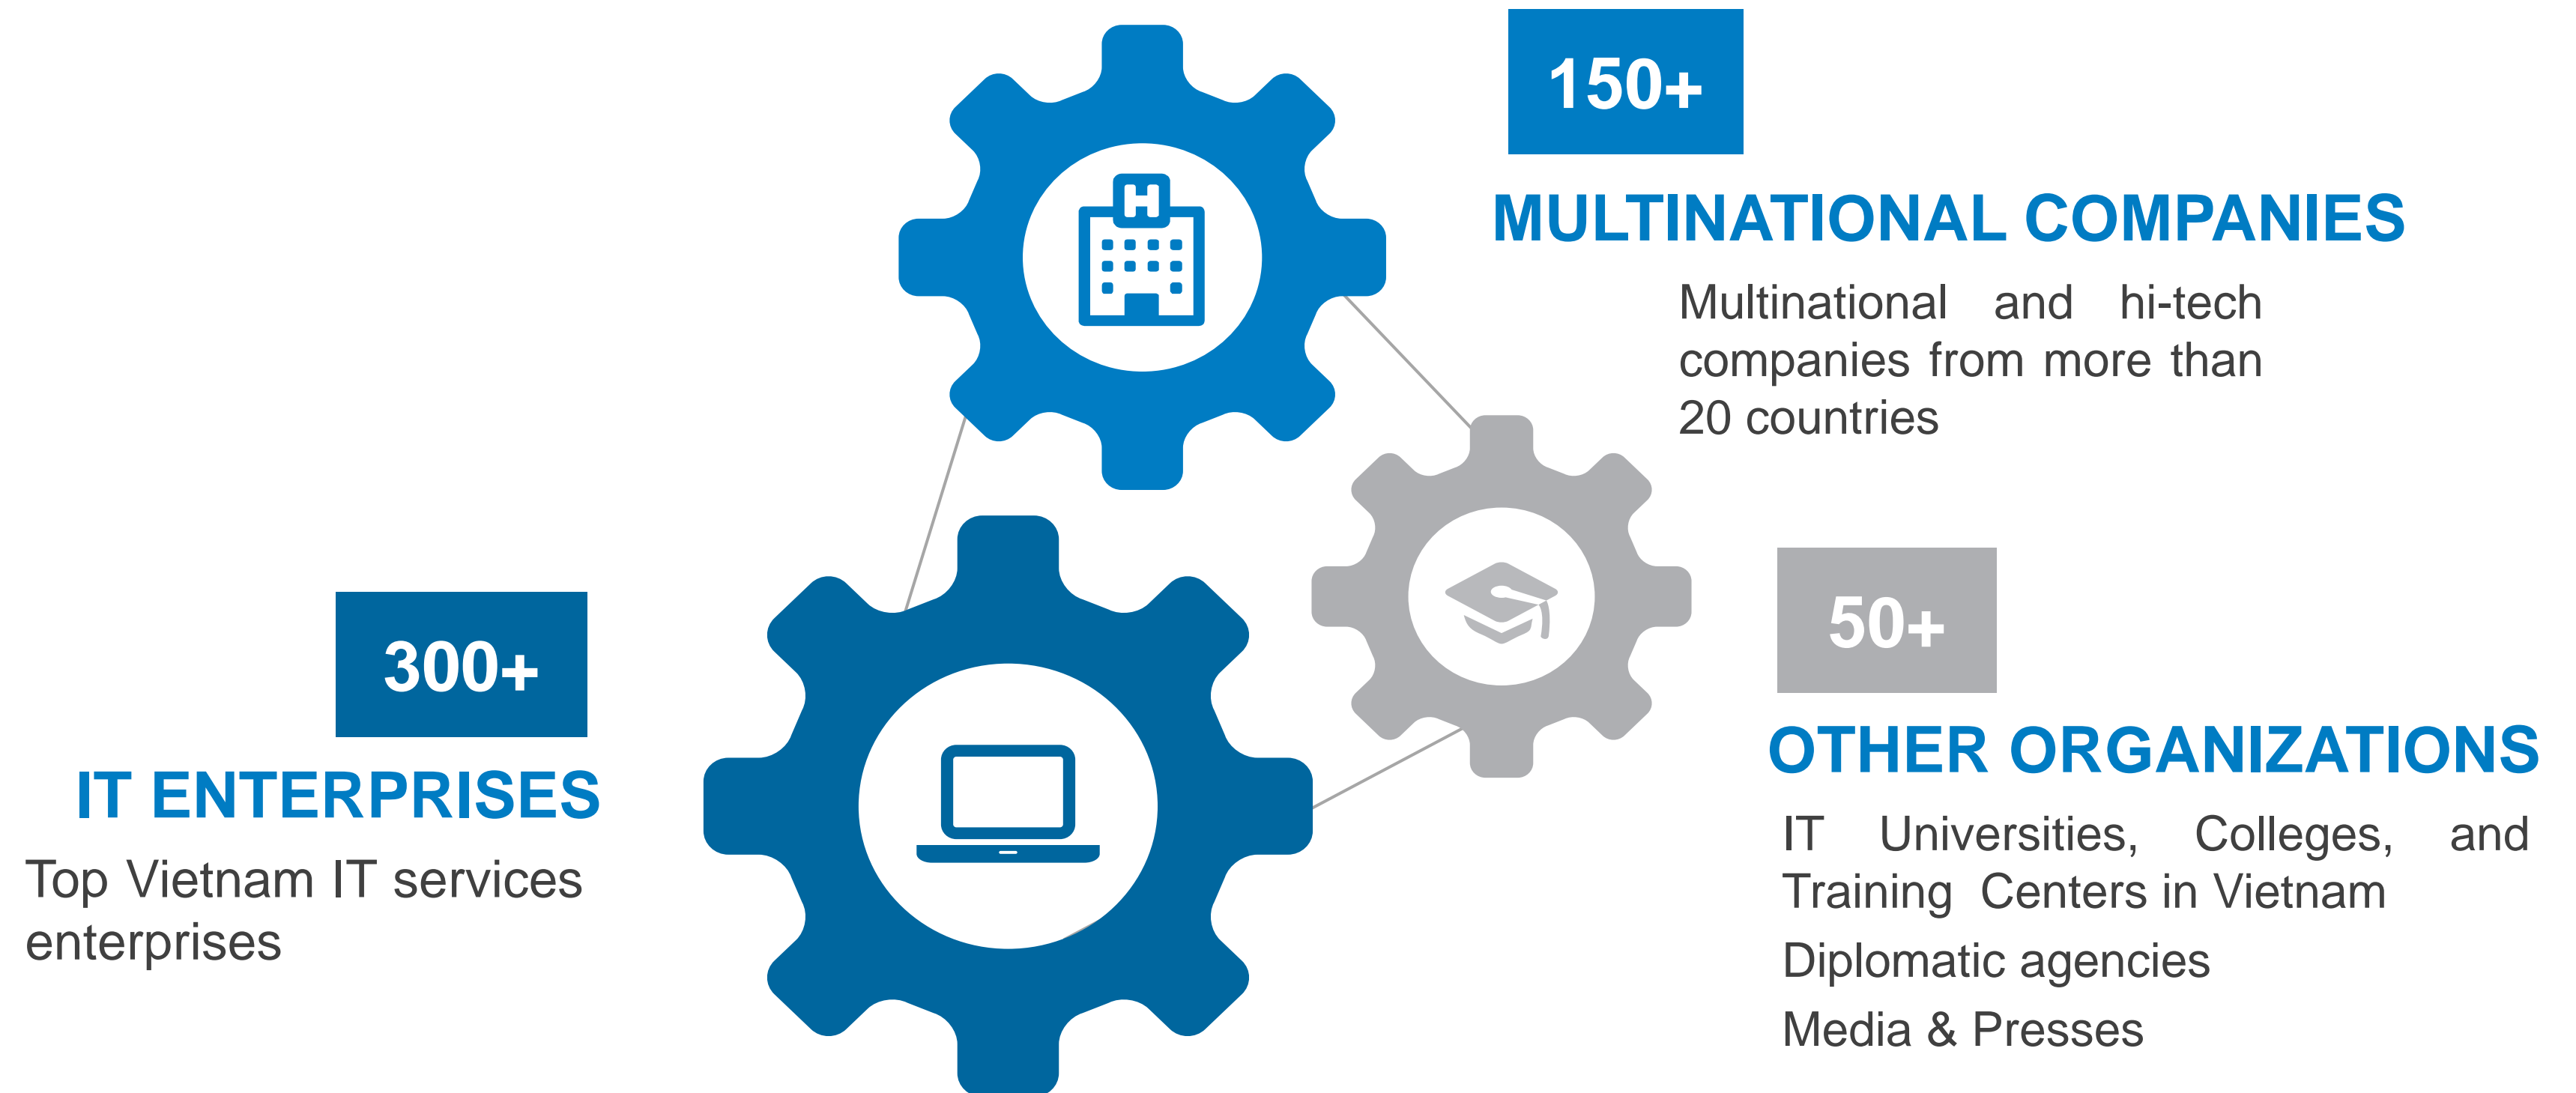 150+
MULTINATIONAL COMPANIES
Multinational and hi-tech
companies from more than
20 countries
300+
IT ENTERPRISES
Top Vietnam IT services
enterprises
50+
OTHER ORGANIZATIONS
IT Universities, Colleges, and
Training Centers in Vietnam
Diplomatic agencies
Media & Presses
H